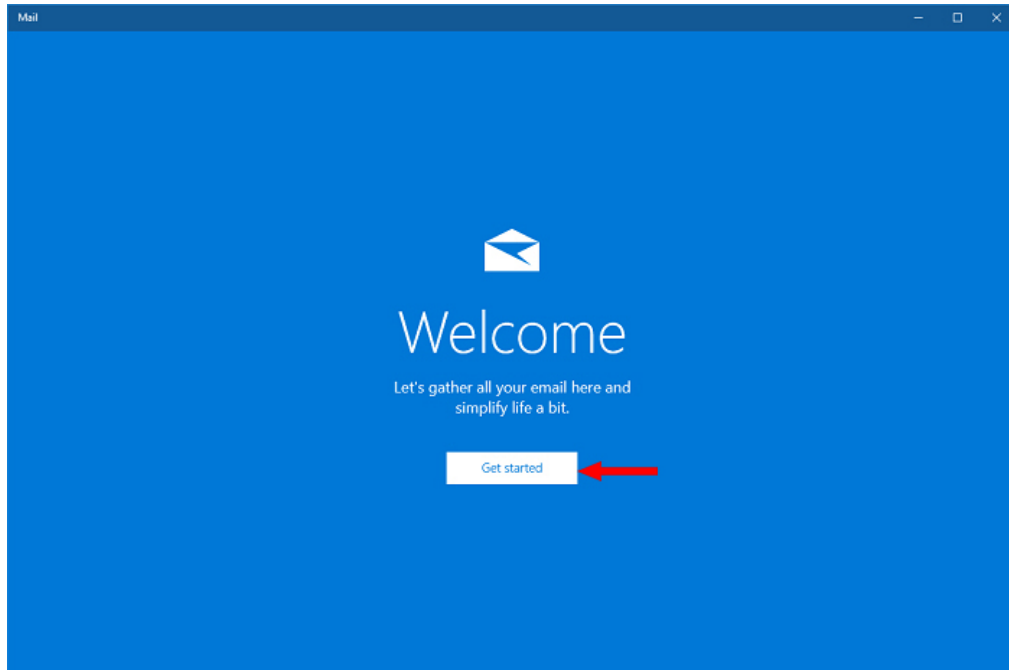 Mail
Welcome
Let's gather all your email here and
simplify life a bit.
Get started